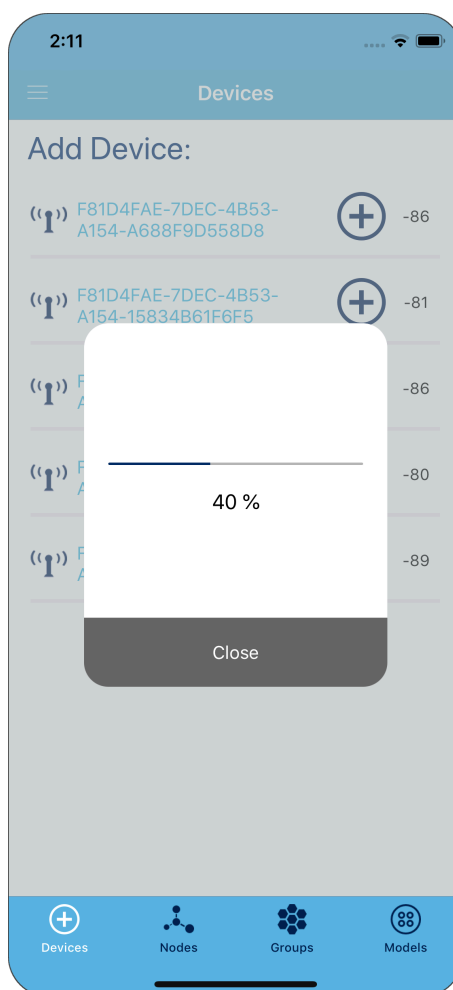 2:11
Devices
Add Device:
F81D4FAE-7DEC-4B53-
A154-A688F9D558D8
-86
F81D4FAE-7DEC-4B53-
A154-15834B61F6F5
-81
-86
-80
-89
40 %
Close
Devices
Nodes
Groups
Models